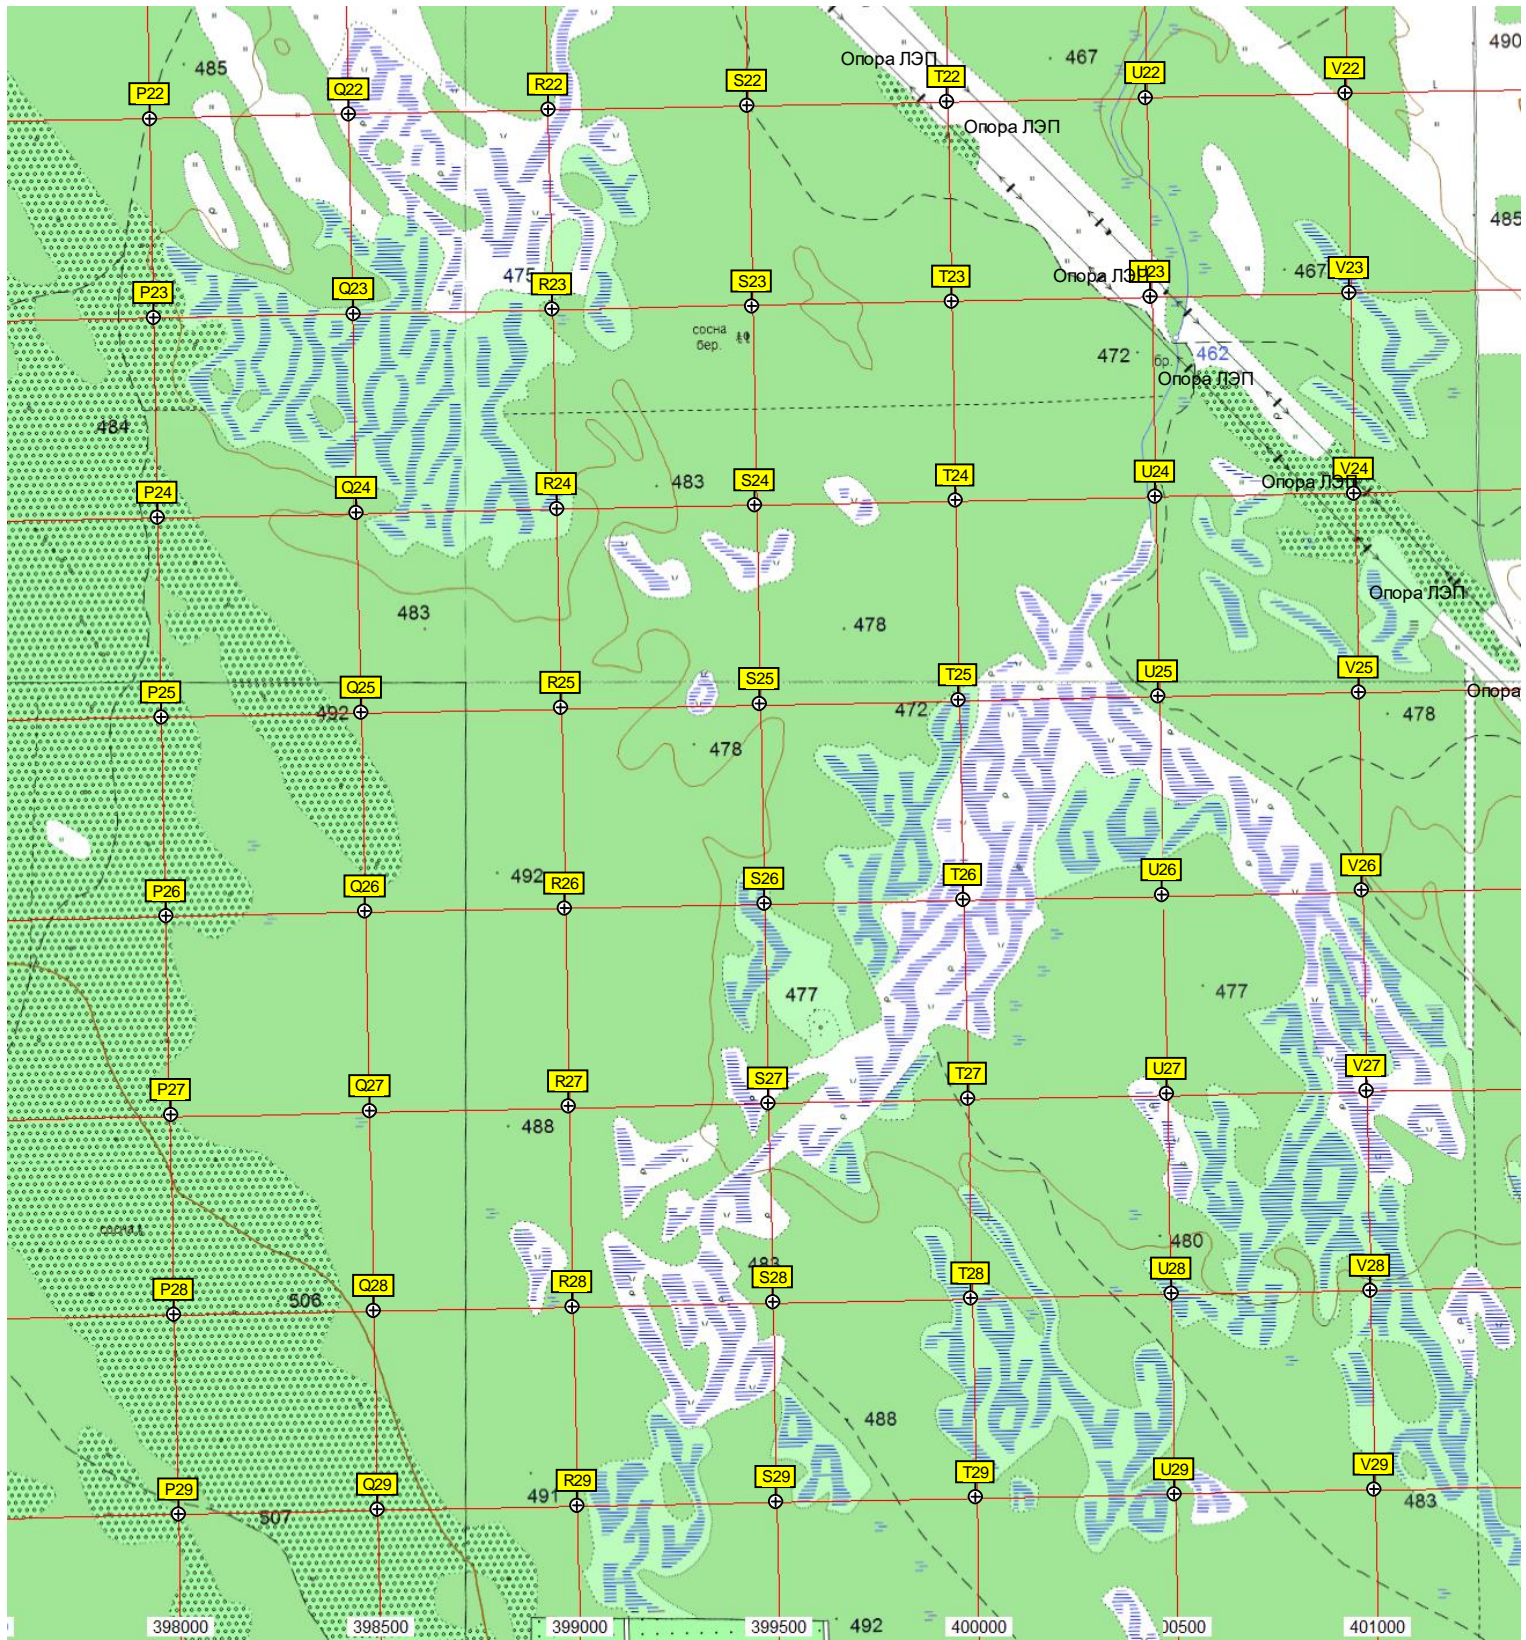 490
Опора ЛЭП
467
485
T22
U22
V22
S22
R22
Q22
P22
Опора ЛЭП
485
475
Опора ЛЭП
U23
467
V23
T23
S23
R23
Q23
P23
сосна
бер.
462
472
бр.
Опора ЛЭП
484
V24
U24
T24
S24
483
R24
Q24
P24
Опора ЛЭП
Опора ЛЭП
483
478
V25
U25
T25
S25
R25
Q25
P25
Опора
492
472
478
478
V26
U26
T26
S26
492
R26
Q26
P26
477
477
V27
U27
T27
S27
R27
Q27
P27
488
480
483
V28
U28
T28
S28
R28
Q28
P28
506
488
V29
U29
T29
S29
R29
Q29
P29
491
483
507
492
398000
398500
399000
399500
400000
00500
401000